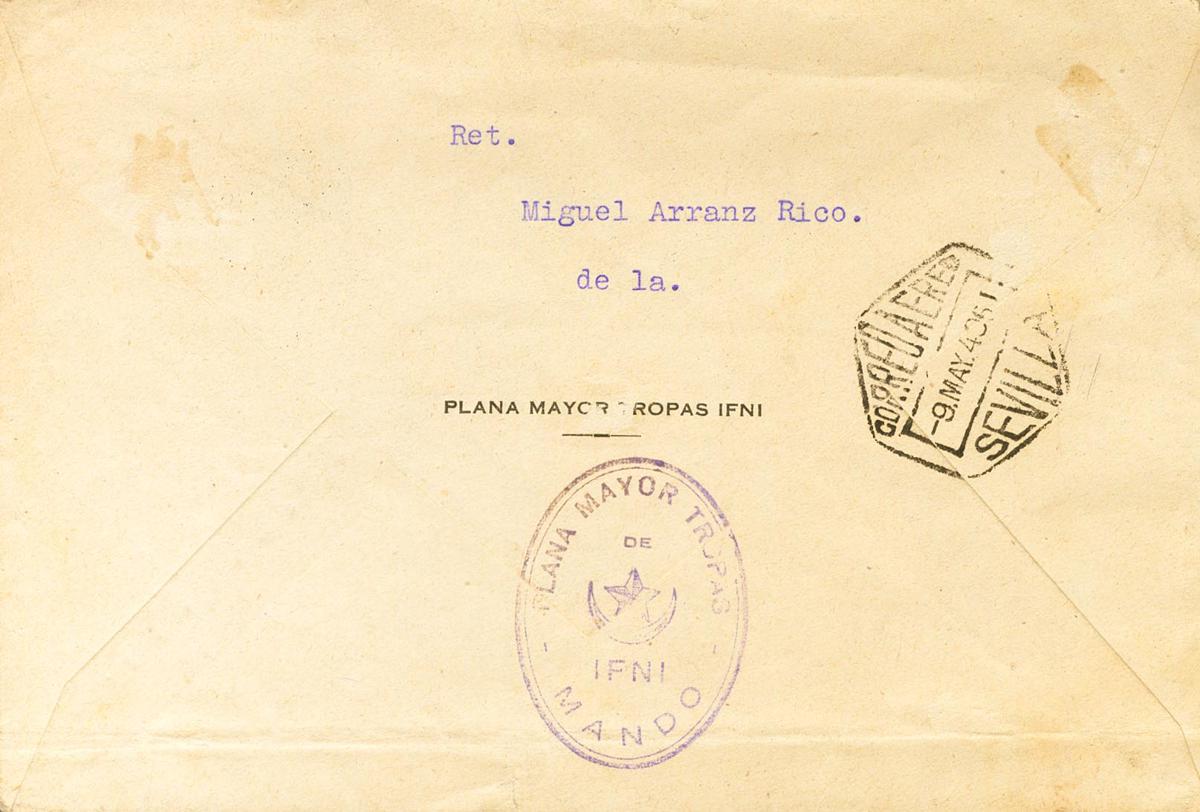 Ret.
Miguel Arranz Rico.
de la.
CORREO AEREO
-9.MAY.40
SEVILLA
PLANA MAYOR TROPAS IFNI
PLANA MAYOR TROPAS
DE
IFNI
- MANDO -